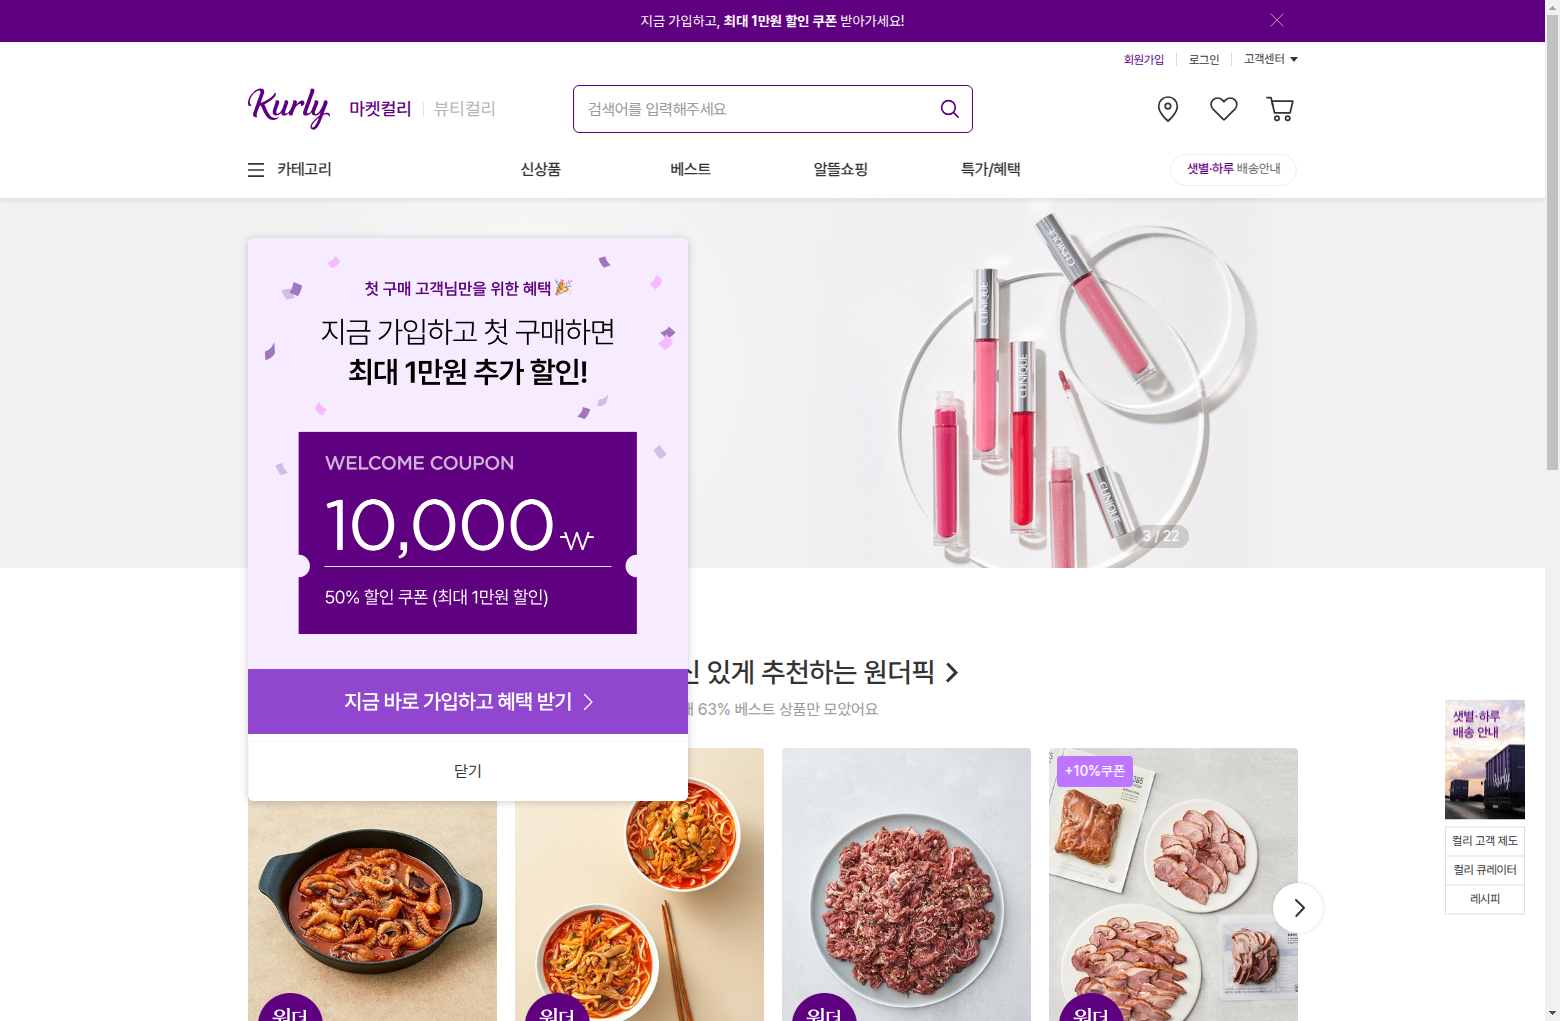 지금 가입하고, 최대 1만원 할인 쿠폰 받아가세요!
회원가입
로그인
고객센터
Kurly
마켓컬리
뷰티컬리
검색어를 입력해주세요
카테고리
신상품
베스트
알뜰쇼핑
특가/혜택
샛별·하루 배송안내
CLINIQUE
CLINIQUE
CLINIQUE
CLINIQUE
3 / 22
첫 구매 고객님만을 위한 혜택
지금 가입하고 첫 구매하면
최대 1만원 추가 할인!
WELCOME COUPON
10,000₩
50% 할인 쿠폰 (최대 1만원 할인)
지금 바로 가입하고 혜택 받기
닫기
있게 추천하는 원더픽
63% 베스트 상품만 모았어요
+10%쿠폰
원더
원더
원더
원더
샛별·하루
배송 안내
Kurly
컬리 고객 제도
컬리 큐레이터
레시피